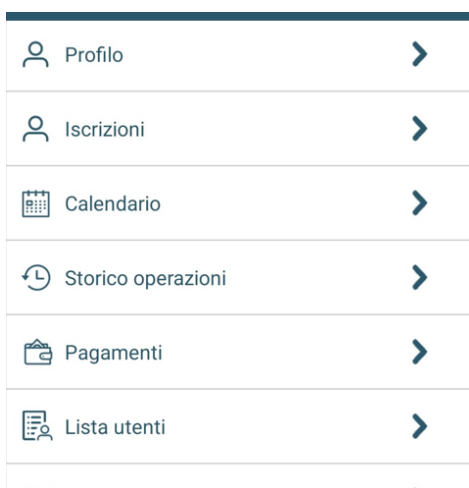 Profilo
Iscrizioni
Calendario
Storico operazioni
Pagamenti
Lista utenti